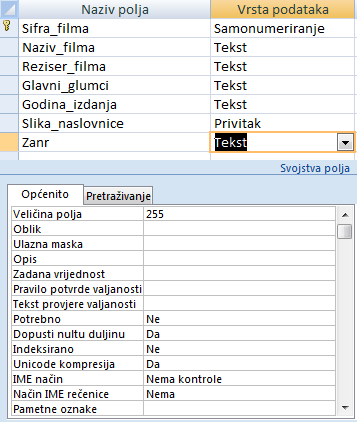 Naziv polja Vrsta podataka
Sifra_filma Samonumeriranje
Naziv_filma Tekst
Reziser_filma Tekst
Glavni_glumci Tekst
Godina_izdanja Tekst
Slika_naslovnice Privitak
Zanr Tekst
Svojstva polja
Općenito Pretraživanje
Veličina polja 255
Oblik
Ulazna maska
Opis
Zadana vrijednost
Pravilo potvrde valjanosti
Tekst provjere valjanosti
Potrebno Ne
Dopusti nultu duljinu Da
Indeksirano Ne
Unicode kompresija Da
IME način Nema kontrole
Način IME rečenice Nema
Pametne oznake